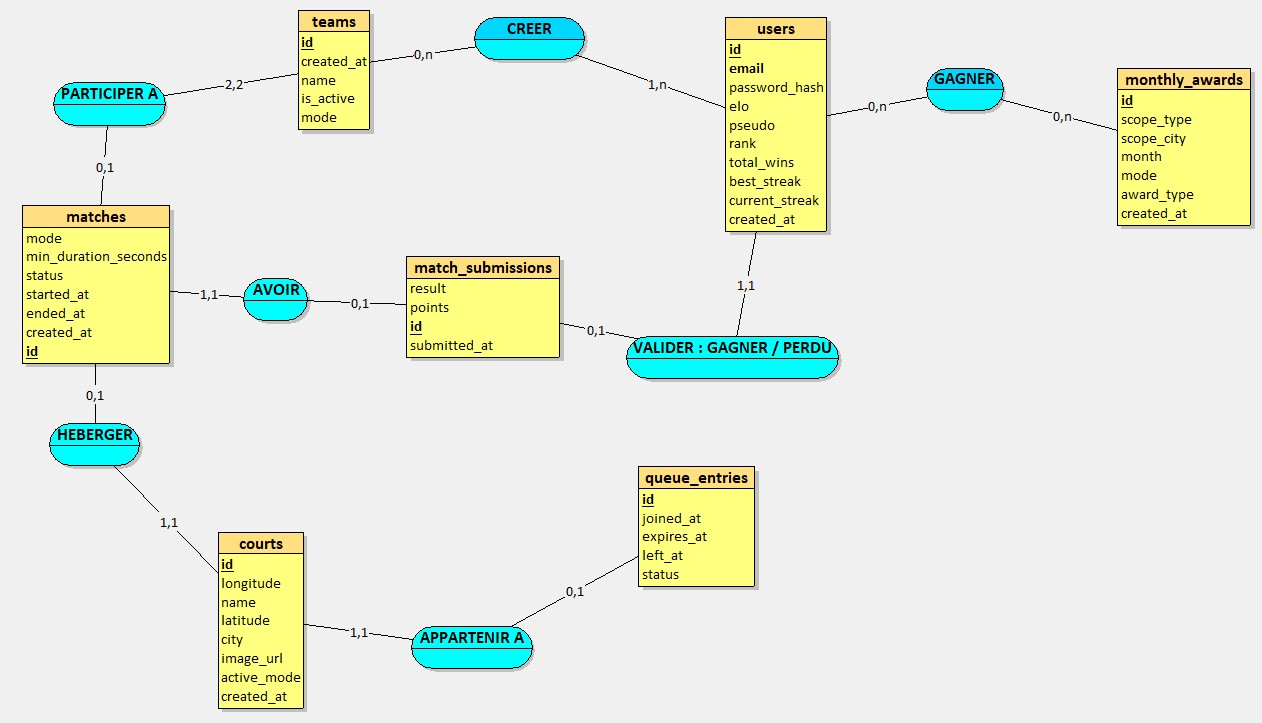 teams
id
created_at
name
is_active
mode
CREER
0,n
1,n
users
id
email
password_hash
elo
pseudo
rank
total_wins
best_streak
current_streak
created_at
GAGNER
0,n
0,n
monthly_awards
id
scope_type
scope_city
month
mode
award_type
created_at
PARTICIPER A
2,2
0,1
matches
mode
min_duration_seconds
status
started_at
ended_at
created_at
id
1,1
AVOIR
0,1
match_submissions
result
points
id
submitted_at
0,1
1,1
VALIDER : GAGNER / PERDU
0,1
HEBERGER
1,1
courts
id
longitude
name
latitude
city
image_url
active_mode
created_at
1,1
APPARTENIR A
0,1
queue_entries
id
joined_at
expires_at
left_at
status